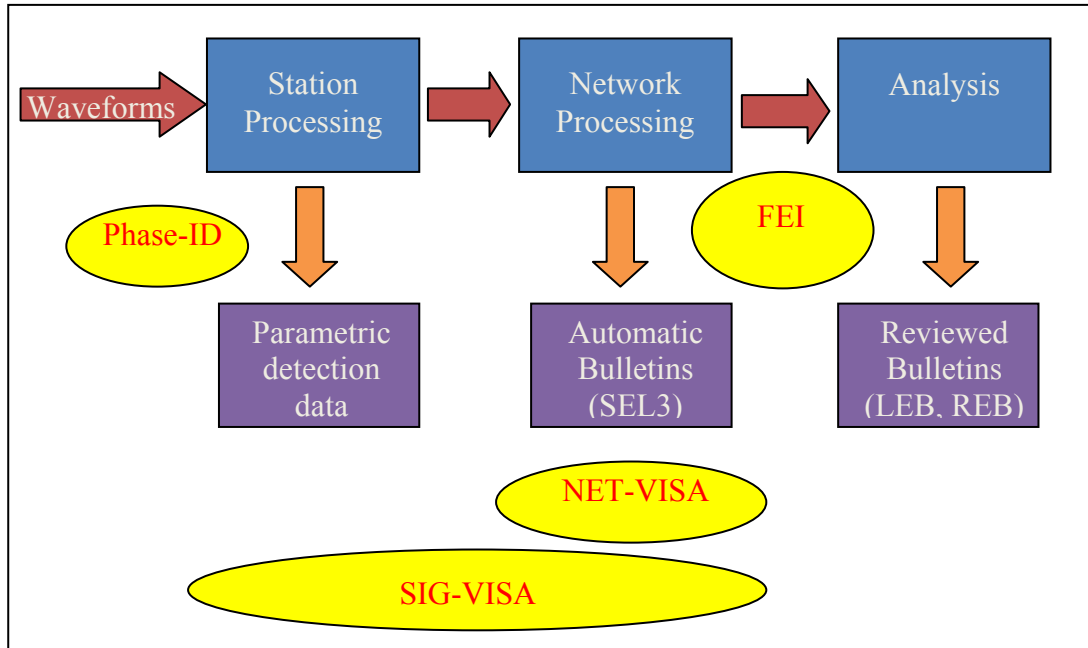 Waveforms
Station
Processing
Network
Processing
Analysis
Phase-ID
FEI
Parametric
detection
data
Automatic
Bulletins
(SEL3)
Reviewed
Bulletins
(LEB, REB)
NET-VISA
SIG-VISA